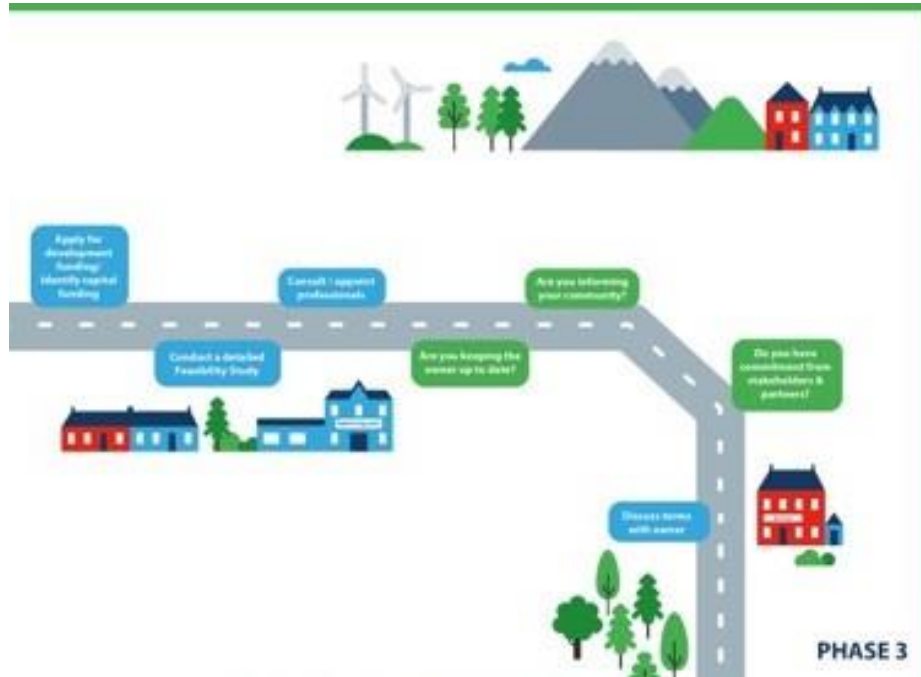 Apply for
development
funding/
identify capital
funding
Consult / appoint
professionals
Are you informing
your community?
Conduct a detailed
Feasibility Study
Are you keeping the
owner up to date?
Do you have
commitment from
stakeholders &
partners?
Discuss terms
with owner
PHASE 3